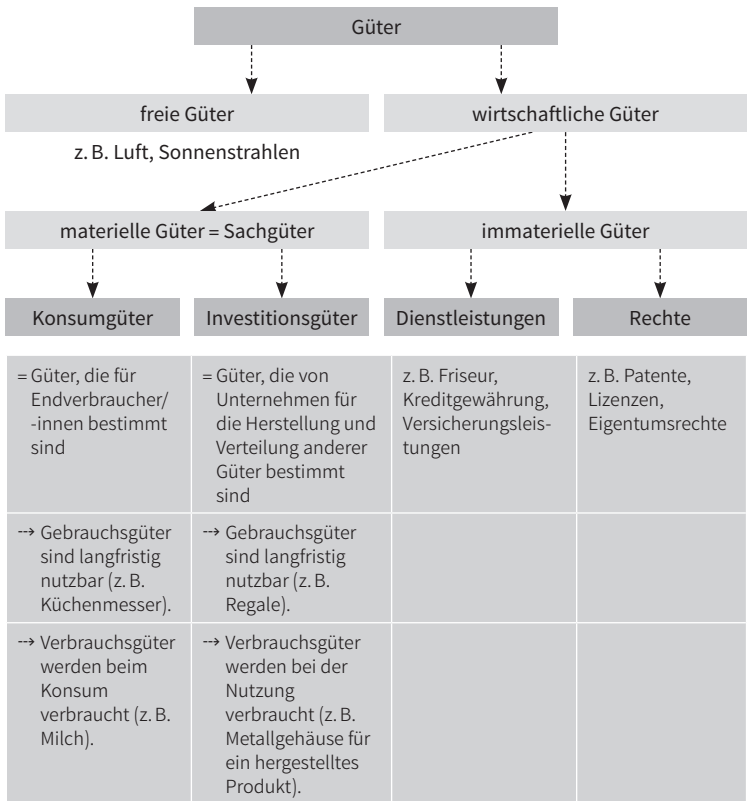 Güter
freie Güter
wirtschaftliche Güter
z. B. Luft, Sonnenstrahlen
materielle Güter = Sachgüter
immaterielle Güter
Konsumgüter
Investitionsgüter
Dienstleistungen
Rechte
= Güter, die für
Endverbraucher/
-innen bestimmt
sind
= Güter, die von
Unternehmen für
die Herstellung und
Verteilung anderer
Güter bestimmt
sind
z. B. Friseur,
Kreditgewährung,
Versicherungsleis-
tungen
z. B. Patente,
Lizenzen,
Eigentumsrechte
⇢ Gebrauchsgüter
sind langfristig
nutzbar (z. B.
Küchenmesser).
⇢ Gebrauchsgüter
sind langfristig
nutzbar (z. B.
Regale).
⇢ Verbrauchsgüter
werden beim
Konsum
verbraucht (z. B.
Milch).
⇢ Verbrauchsgüter
werden bei der
Nutzung
verbraucht (z. B.
Metallgehäuse für
ein hergestelltes
Produkt).